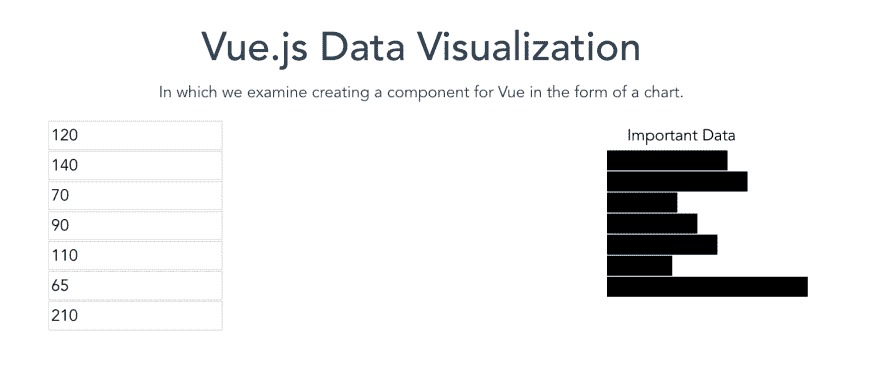 Vue.js Data Visualization
In which we examine creating a component for Vue in the form of a chart.
120
140
70
90
110
65
210
Important Data